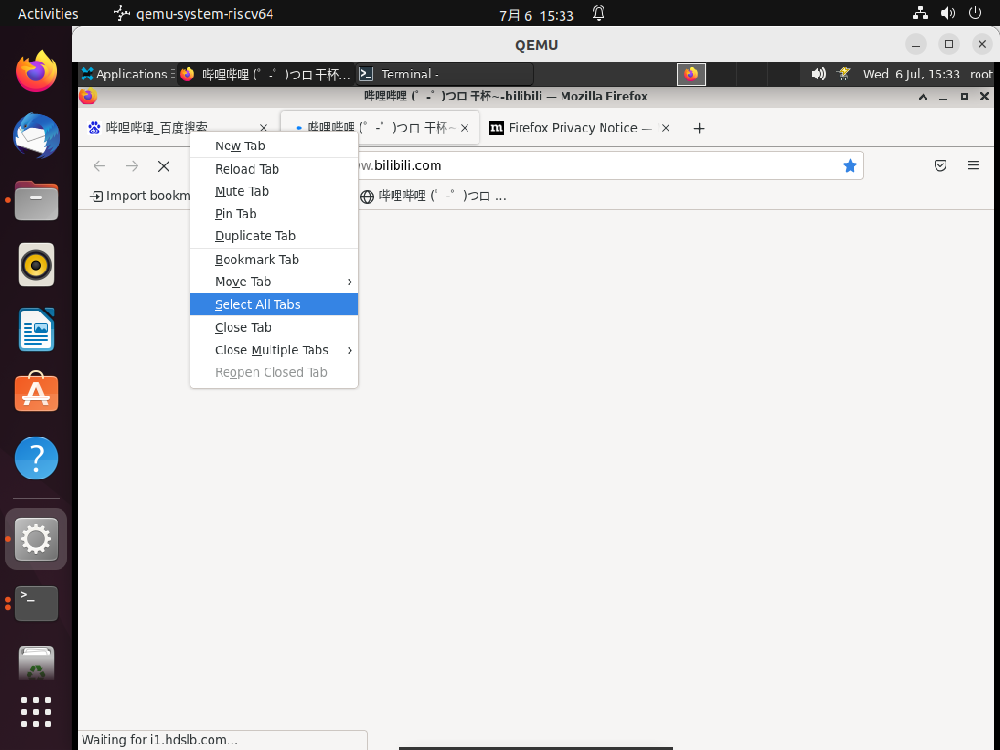 Activities qemu-system-riscv64 7月 6 15:33
QEMU
Applications 哔哩哔哩 (゜-゜)つロ 干杯... Terminal - Wed 6 Jul, 15:33 root
哔哩哔哩 (゜-゜)つロ 干杯~-bilibili — Mozilla Firefox
哔哩哔哩_百度搜索 哔哩哔哩 (゜-゜)つロ 干杯~ Firefox Privacy Notice —
w.bilibili.com
Import bookm 哔哩哔哩 (゜-゜)つロ ...
New Tab
Reload Tab
Mute Tab
Pin Tab
Duplicate Tab
Bookmark Tab
Move Tab
Select All Tabs
Close Tab
Close Multiple Tabs
Reopen Closed Tab
Waiting for i1.hdslb.com...